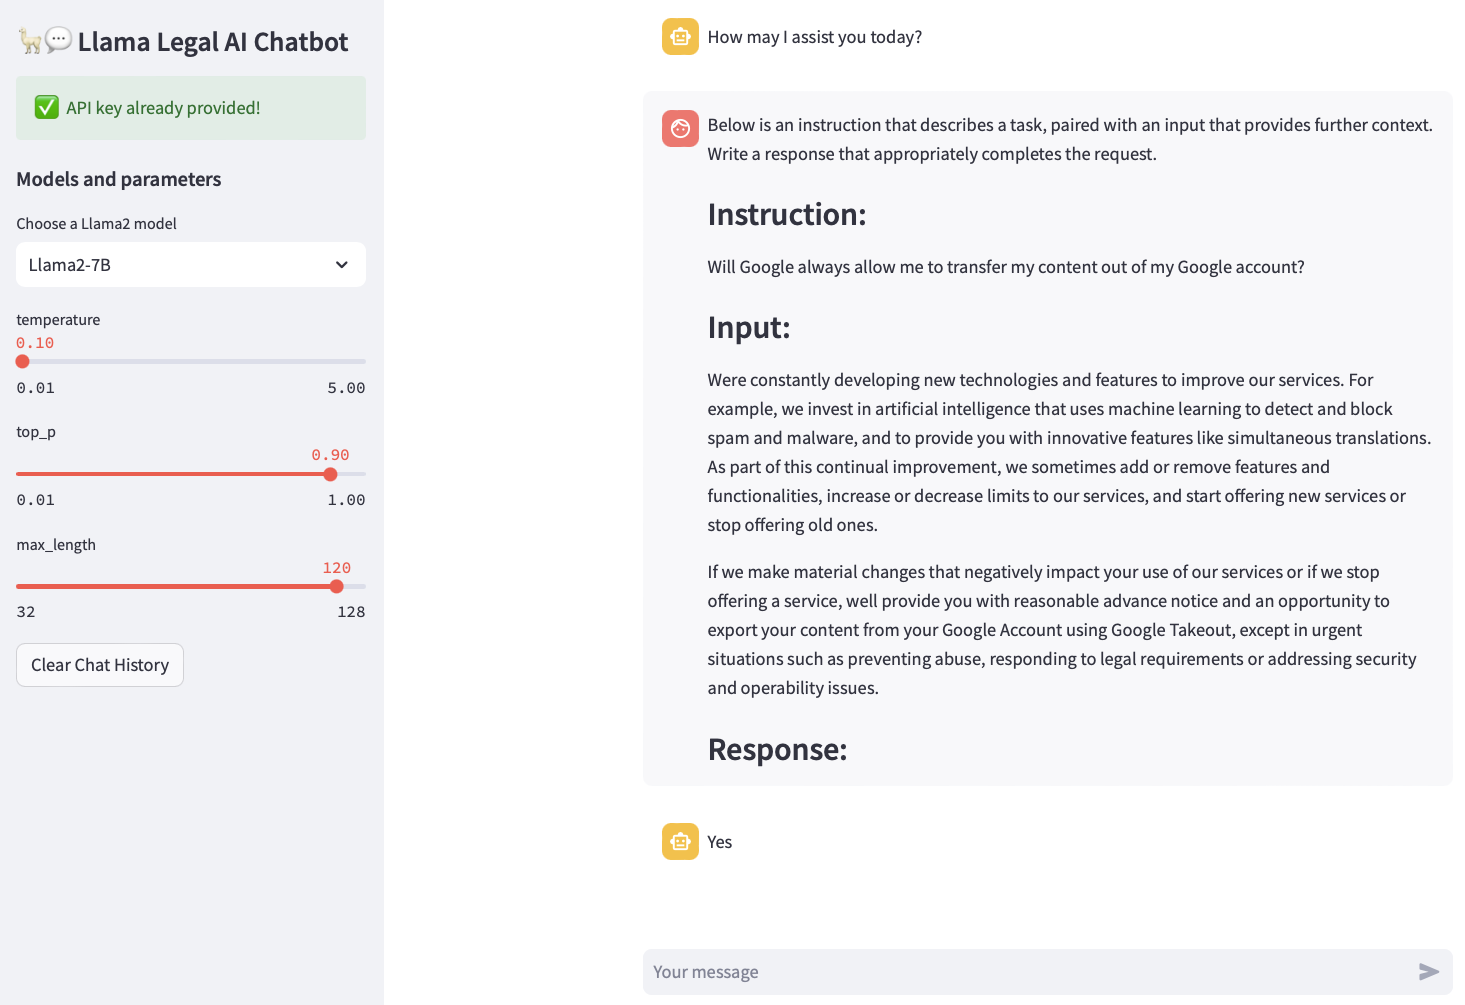 Llama Legal AI Chatbot
API key already provided!
Models and parameters
Choose a Llama2 model
Llama2-7B
temperature
0.10
0.01 5.00
top_p
0.90
0.01 1.00
max_length
120
32 128
Clear Chat History
How may I assist you today?
Below is an instruction that describes a task, paired with an input that provides further context.
Write a response that appropriately completes the request.
Instruction:
Will Google always allow me to transfer my content out of my Google account?
Input:
Were constantly developing new technologies and features to improve our services. For
example, we invest in artificial intelligence that uses machine learning to detect and block
spam and malware, and to provide you with innovative features like simultaneous translations.
As part of this continual improvement, we sometimes add or remove features and
functionalities, increase or decrease limits to our services, and start offering new services or
stop offering old ones.
If we make material changes that negatively impact your use of our services or if we stop
offering a service, well provide you with reasonable advance notice and an opportunity to
export your content from your Google Account using Google Takeout, except in urgent
situations such as preventing abuse, responding to legal requirements or addressing security
and operability issues.
Response:
Yes
Your message